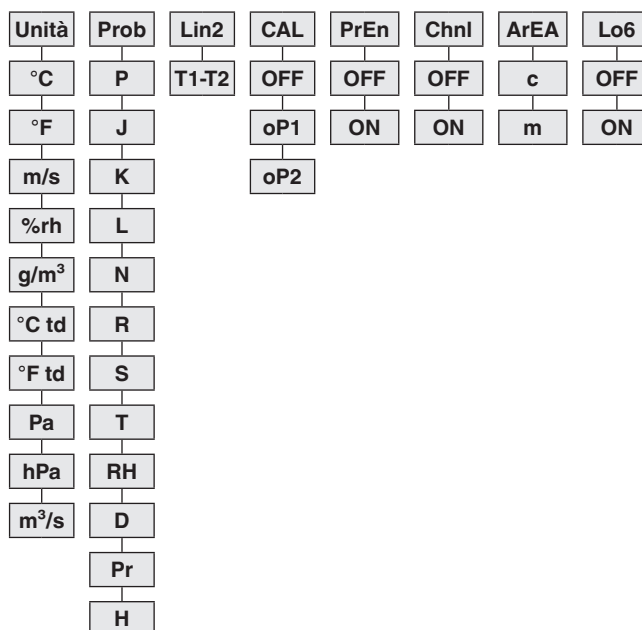 Unità Prob Lin2 CAL PrEn Chnl ArEA Lo6
°C P T1-T2 OFF OFF OFF c OFF
°F J oP1 ON ON m ON
m/s K oP2
%rh L
g/m³ N
°C td R
°F td S
Pa T
hPa RH
m³/s D
Pr
H